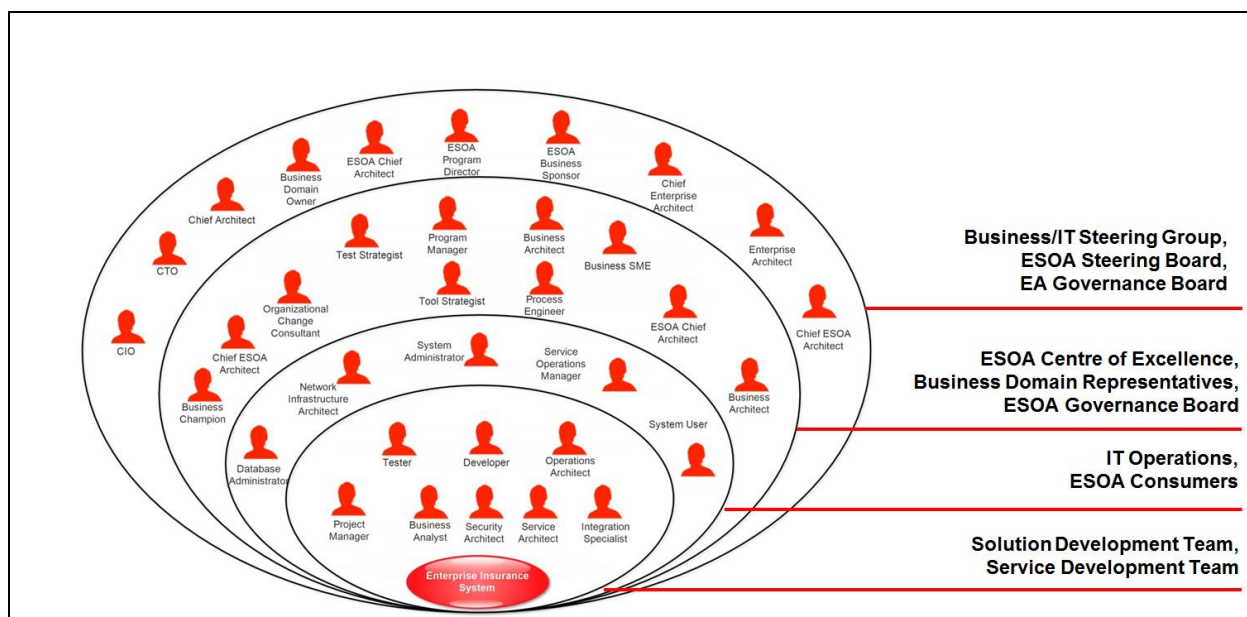 ESOA
Program
Director
ESOA
Business
Sponsor
ESOA Chief
Architect
Business
Domain
Owner
Chief
Enterprise
Architect
Chief Architect
Enterprise
Architect
CTO
CIO
Chief ESOA
Architect
Test Strategist
Program
Manager
Business
Architect
Business SME
Organizational
Change
Consultant
Tool Strategist
Process
Engineer
ESOA Chief
Architect
Chief ESOA
Architect
Business
Champion
Business
Architect
System
Administrator
Service
Operations
Manager
Network
Infrastructure
Architect
System User
Database
Administrator
Tester
Developer
Operations
Architect
Project
Manager
Business
Analyst
Security
Architect
Service
Architect
Integration
Specialist
Enterprise Insurance
System
Business/IT Steering Group,
ESOA Steering Board,
EA Governance Board
ESOA Centre of Excellence,
Business Domain Representatives,
ESOA Governance Board
IT Operations,
ESOA Consumers
Solution Development Team,
Service Development Team